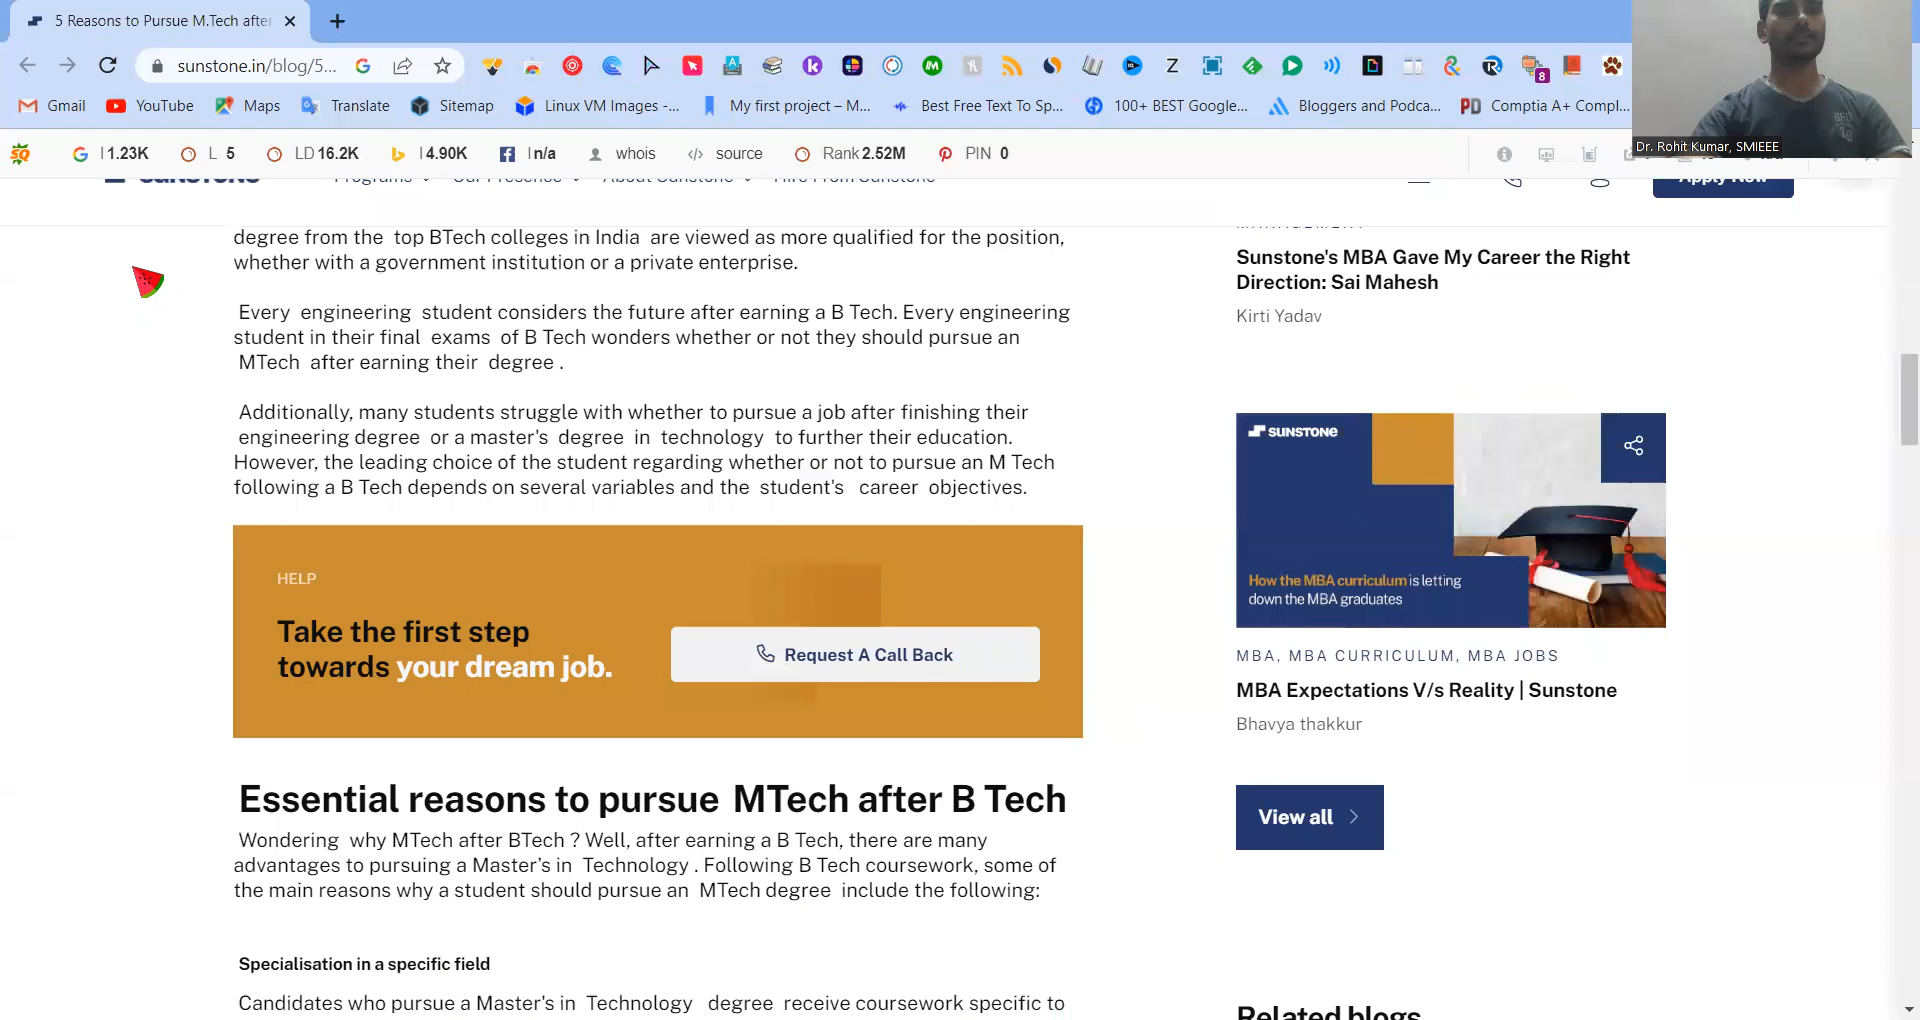 5 Reasons to Pursue M.Tech after
sunstone.in/blog/5...
8
Gmail
YouTube
Maps
Translate
Sitemap
Linux VM Images -...
My first project – M...
Best Free Text To Sp...
100+ BEST Google...
Bloggers and Podca...
Comptia A+ Compl...
Dr. Rohit Kumar, SMIEEE
I 1.23K
L 5
LD 16.2K
I 4.90K
I n/a
whois
source
Rank 2.52M
PIN 0
SUNSTONE
Programs
Our Presence
About Sunstone
Hire From Sunstone
Apply Now
degree from the top BTech colleges in India are viewed as more qualified for the position,
whether with a government institution or a private enterprise.
Every engineering student considers the future after earning a B Tech. Every engineering
student in their final exams of B Tech wonders whether or not they should pursue an
MTech after earning their degree .
Additionally, many students struggle with whether to pursue a job after finishing their
engineering degree or a master's degree in technology to further their education.
However, the leading choice of the student regarding whether or not to pursue an M Tech
following a B Tech depends on several variables and the student's career objectives.
HELP
Take the first step
towards your dream job.
Request A Call Back
Essential reasons to pursue MTech after B Tech
Wondering why MTech after BTech ? Well, after earning a B Tech, there are many
advantages to pursuing a Master’s in Technology . Following B Tech coursework, some of
the main reasons why a student should pursue an MTech degree include the following:
Specialisation in a specific field
Candidates who pursue a Master's in Technology degree receive coursework specific to
MANAGEMENT
Sunstone's MBA Gave My Career the Right
Direction: Sai Mahesh
Kirti Yadav
SUNSTONE
How the MBA curriculum is letting
down the MBA graduates
MBA, MBA CURRICULUM, MBA JOBS
MBA Expectations V/s Reality | Sunstone
Bhavya thakkur
View all
Related blogs